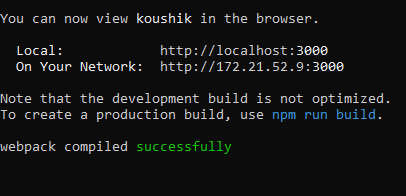 You can now view koushik in the browser.
Local: http://localhost:3000
On Your Network: http://172.21.52.9:3000
Note that the development build is not optimized.
To create a production build, use npm run build.
webpack compiled successfully